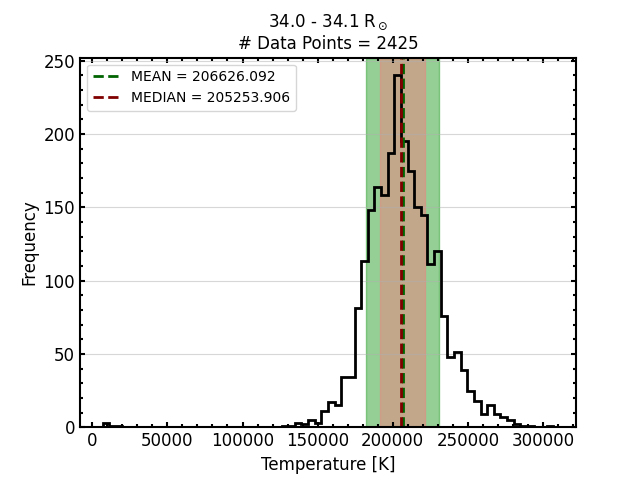 34.0 - 34.1 R⊙
# Data Points = 2425
MEAN = 206626.092
MEDIAN = 205253.906
250
200
150
100
50
0
Frequency
0 50000 100000 150000 200000 250000 300000
Temperature [K]